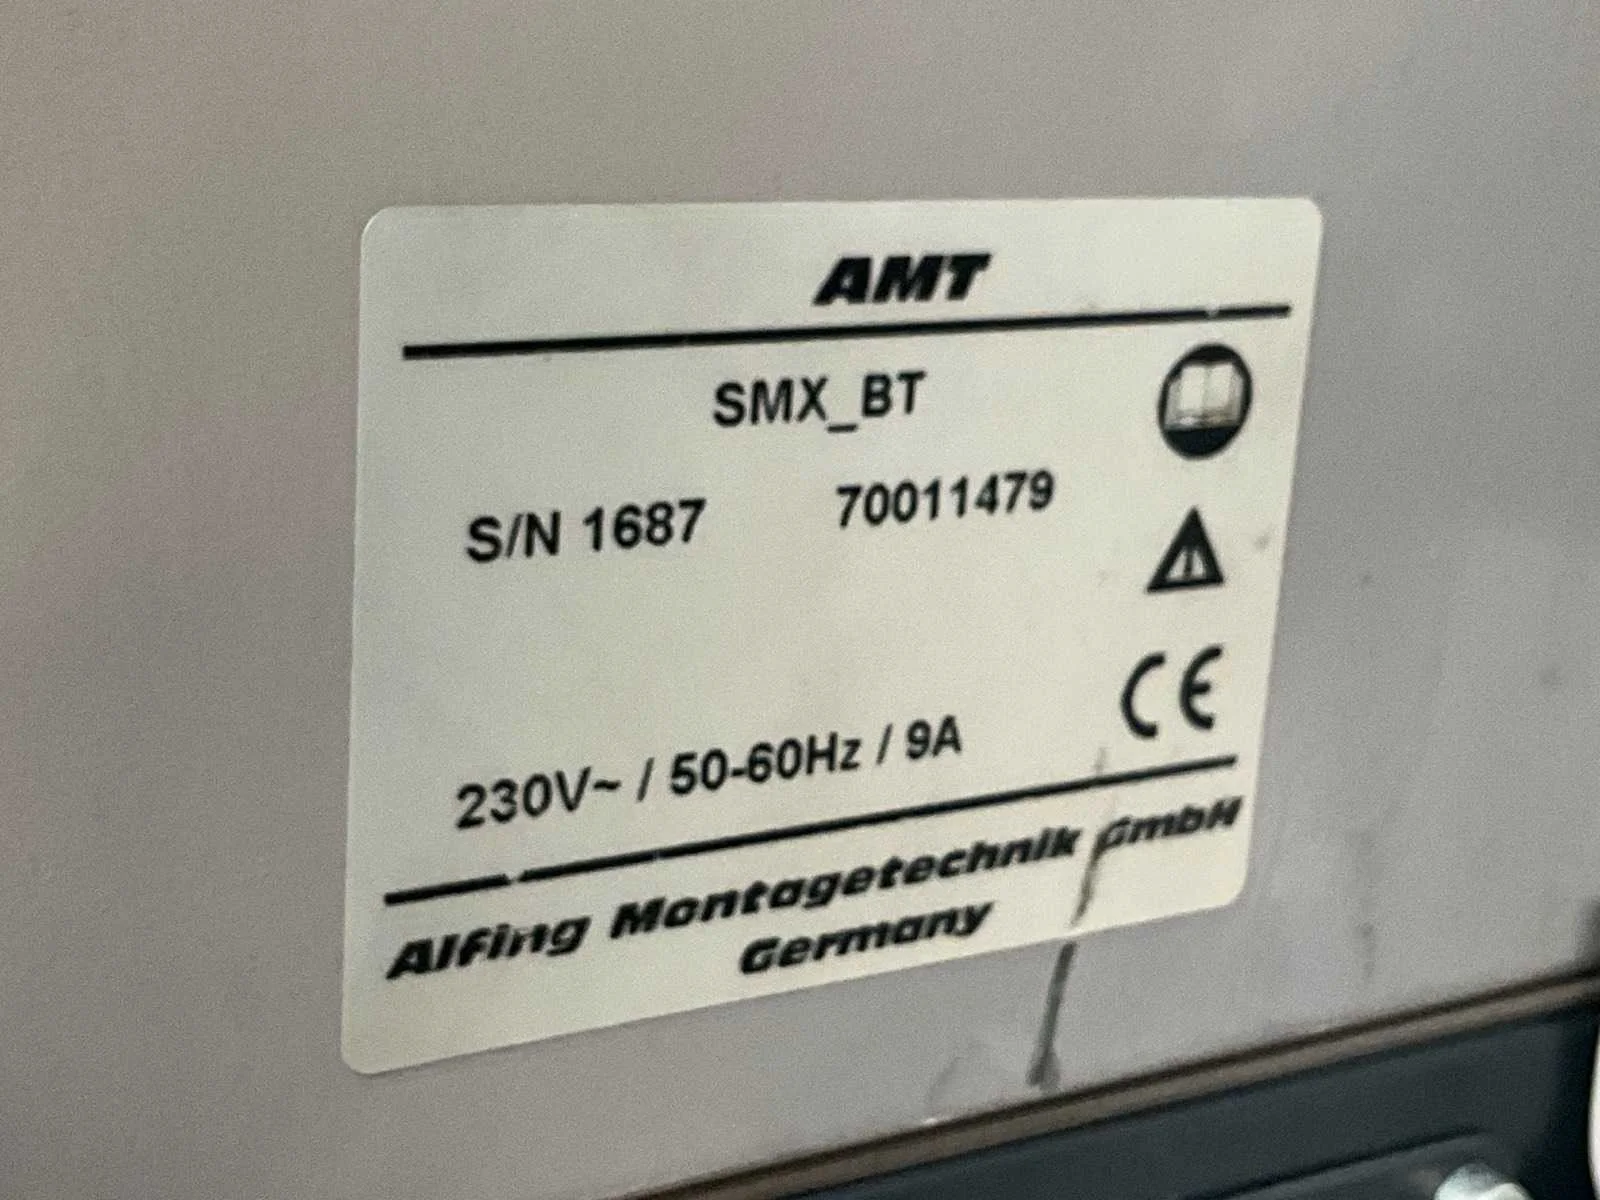 AMT
SMX_BT
S/N 1687 70011479
CE
230V~ / 50-60Hz / 9A
Alfing Montagetechnik GmbH
Germany